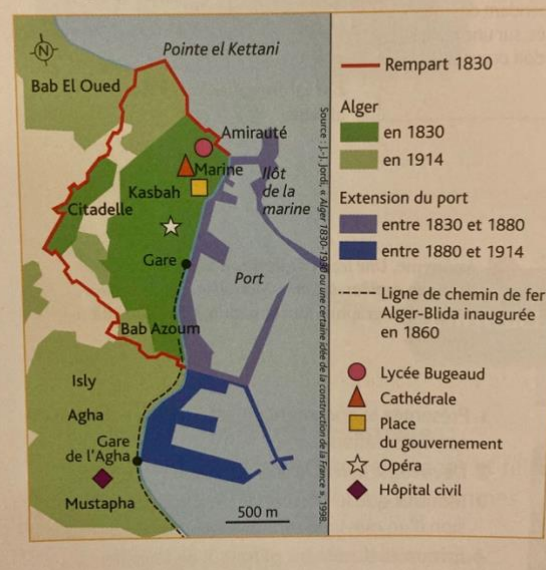 N
Pointe el Kettani
Bab El Oued
Amirauté
Marine
Îlôt
de la
marine
Kasbah
Citadelle
Gare
Port
Bab Azoum
Isly
Agha
Gare
de l'Agha
Mustapha
500 m
Source : J.-J. Jordi, « Alger 1830-1930 ou une certaine idée de la construction de la France », 1998.
Rempart 1830
Alger
en 1830
en 1914
Extension du port
entre 1830 et 1880
entre 1880 et 1914
Ligne de chemin de fer
Alger-Blida inaugurée
en 1860
Lycée Bugeaud
Cathédrale
Place
du gouvernement
Opéra
Hôpital civil